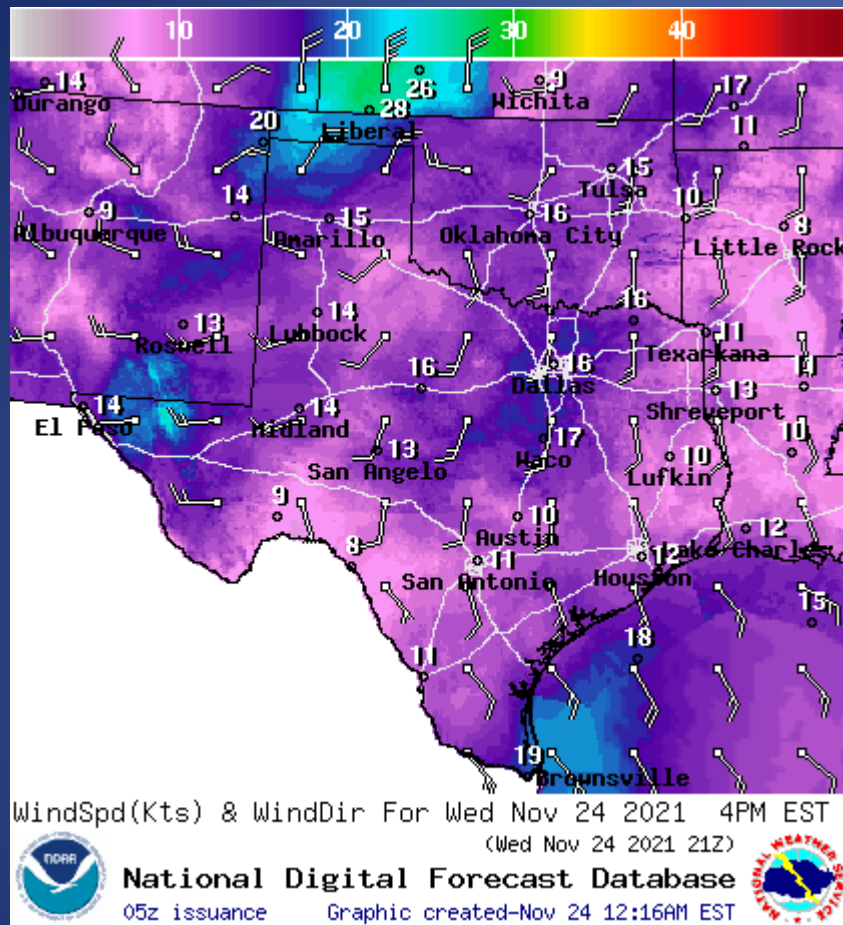 10 20 30 40
14 9 17
Durango 26 Wichita
28
Liberal
20 11
15
Tulsa
9 14 15 16 10 8
Albuquerque Amarillo Oklahoma City Little Rock
13 14 16 11
Roswell Lubbock Texarkana
16 16
Dallas
14 14 13
El Paso Midland Shreveport
13 17 10 10
San Angelo Waco Lufkin
9 10 12
Austin Lake Charles
8 11 12
San Antonio Houston
15
18
11
19
Brownsville
WindSpd(Kts) & WindDir For Wed Nov 24 2021 4PM EST
(Wed Nov 24 2021 21Z)
NOAA
NATIONAL WEATHER SERVICE
National Digital Forecast Database
05z issuance Graphic created-Nov 24 12:16AM EST